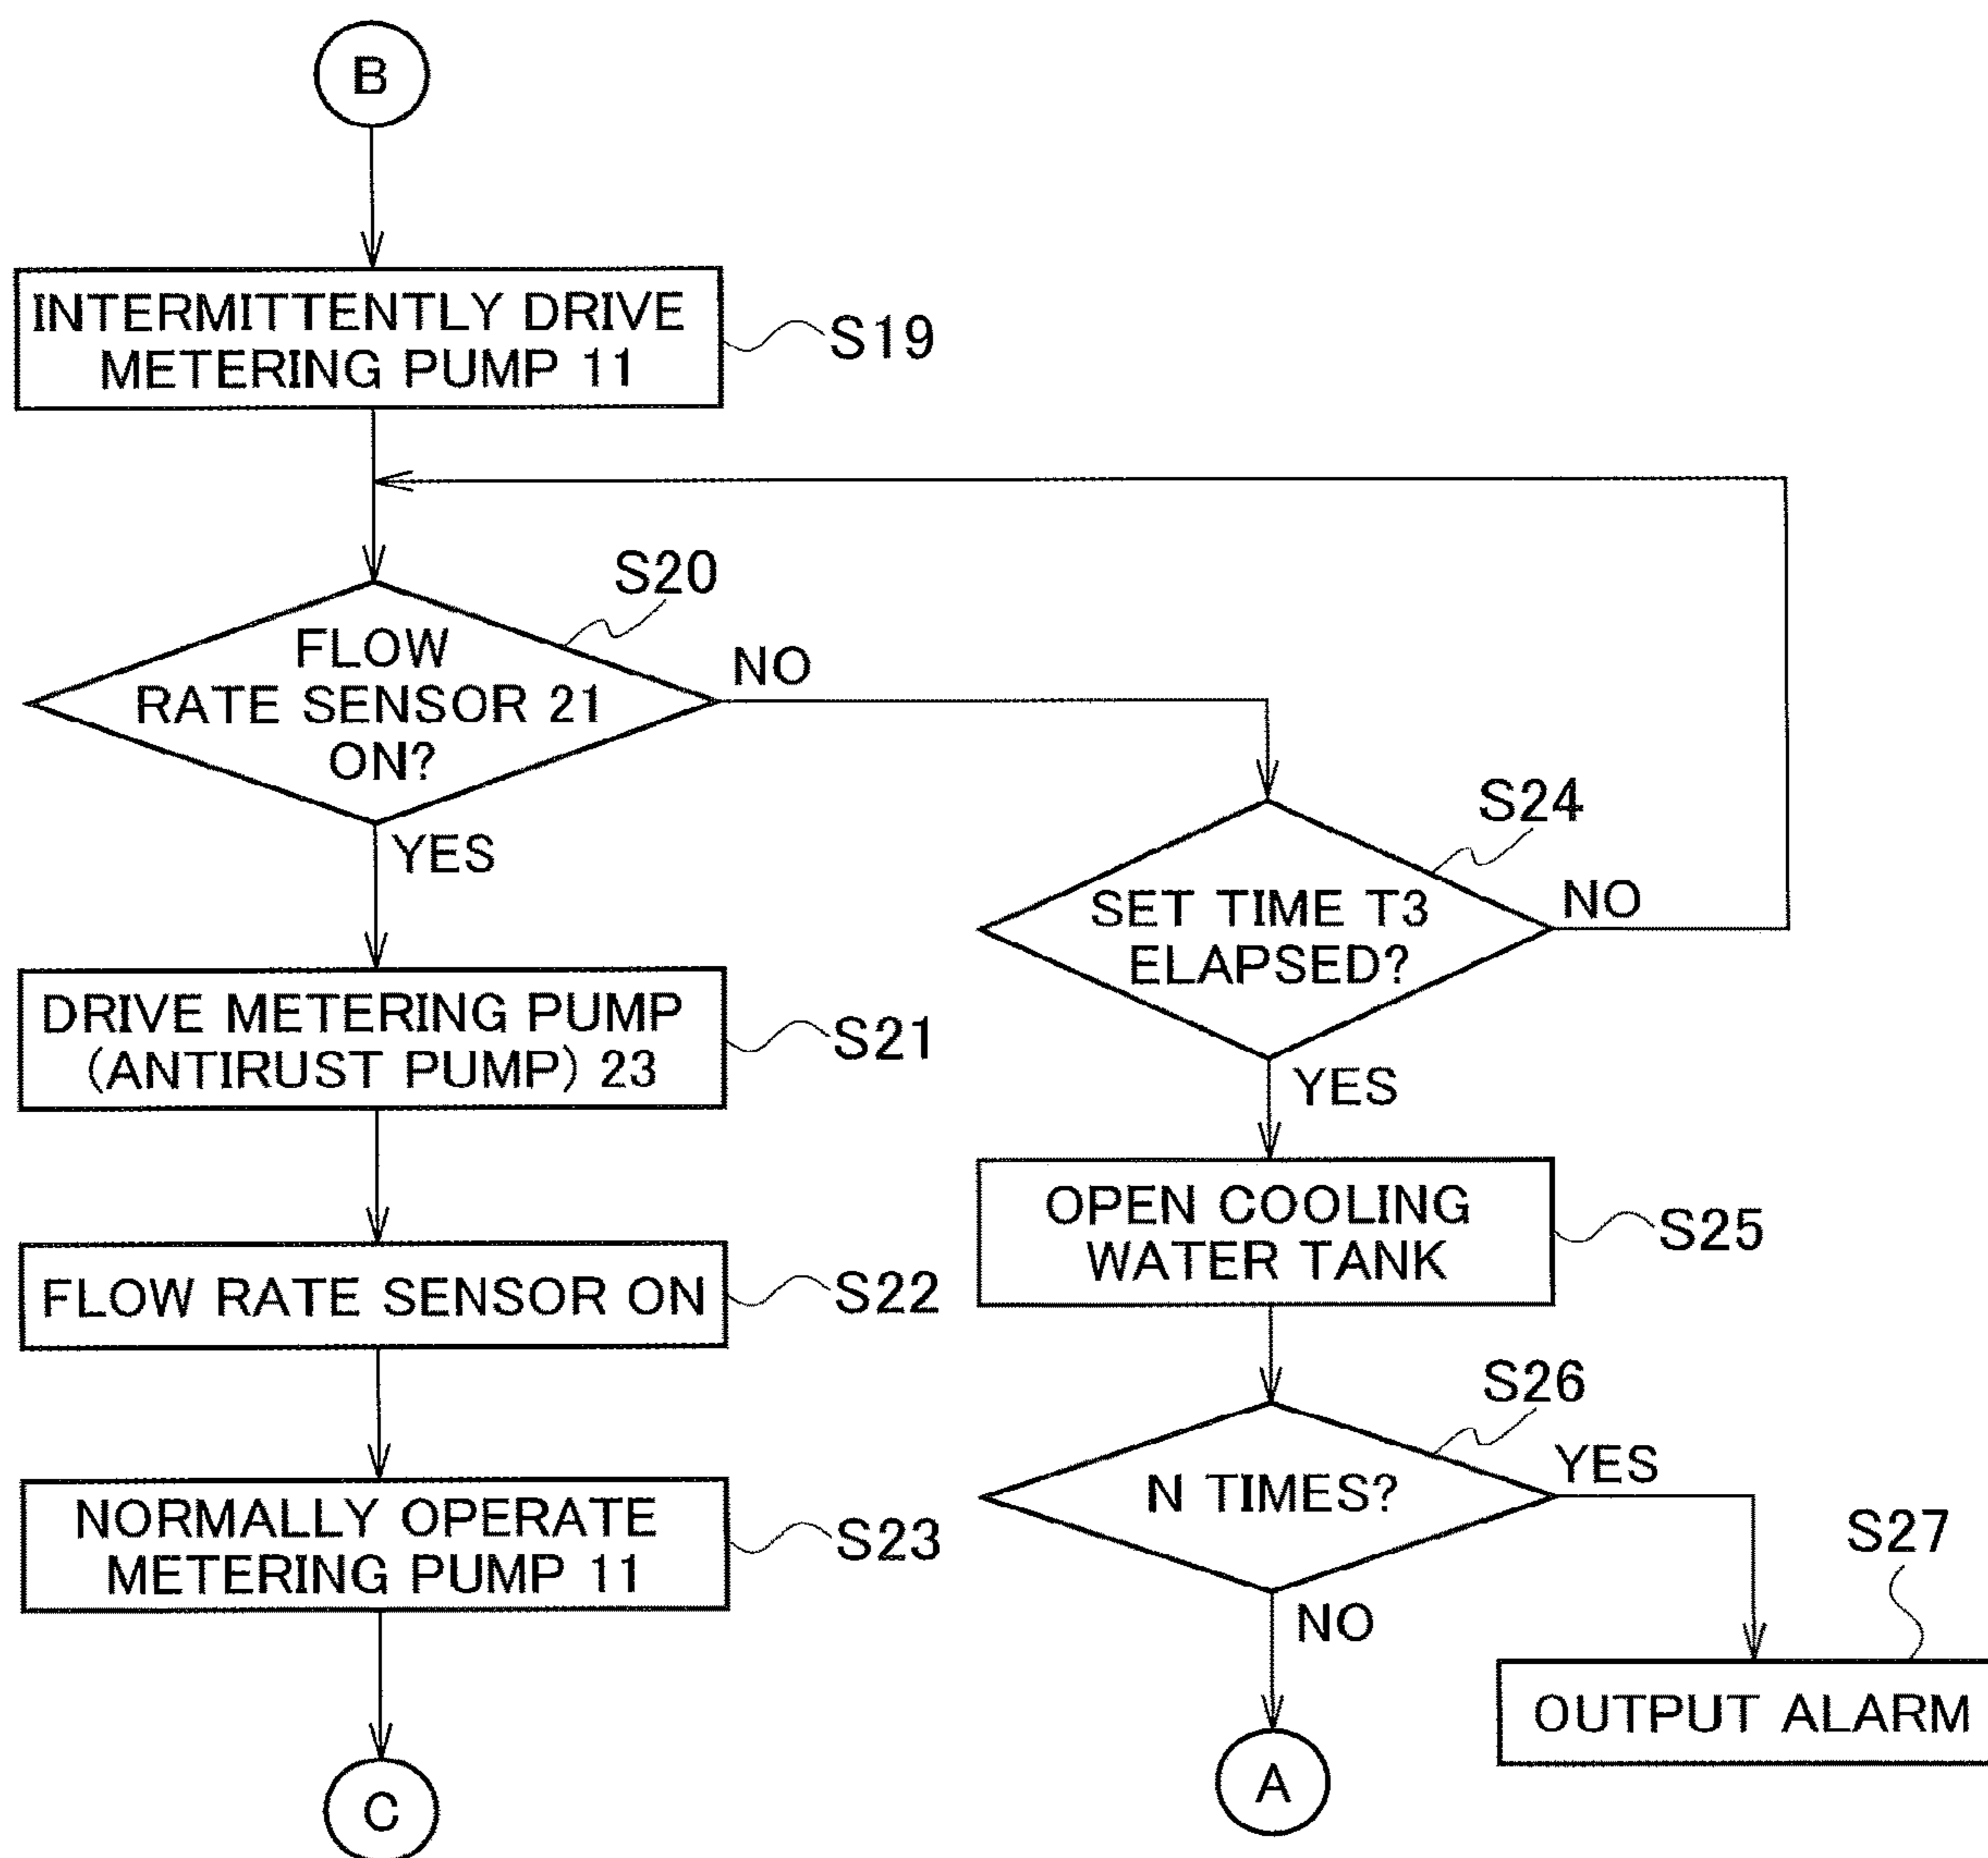 B
INTERMITTENTLY DRIVE
METERING PUMP 11
S19
S20
FLOW
RATE SENSOR 21
ON?
NO
YES
S24
SET TIME T3
ELAPSED?
NO
YES
DRIVE METERING PUMP
(ANTIRUST PUMP) 23
S21
OPEN COOLING
WATER TANK
S25
FLOW RATE SENSOR ON
S22
S26
N TIMES?
YES
NO
NORMALLY OPERATE
METERING PUMP 11
S23
S27
OUTPUT ALARM
C
A